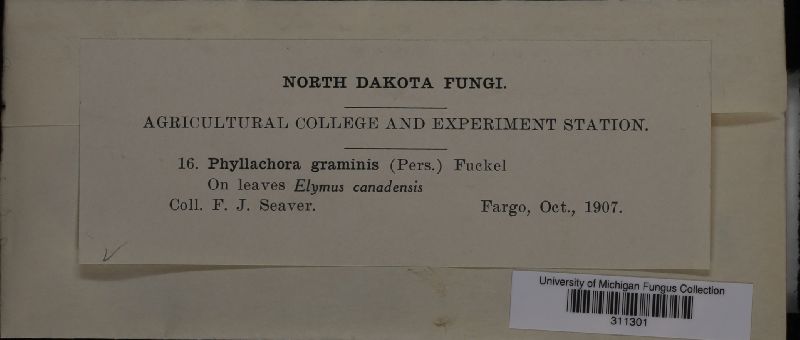 NORTH DAKOTA FUNGI.
AGRICULTURAL COLLEGE AND EXPERIMENT STATION.
16. Phyllachora graminis (Pers.) Fuckel
On leaves Elymus canadensis
Coll. F. J. Seaver. Fargo, Oct., 1907.
University of Michigan Fungus Collection
311301